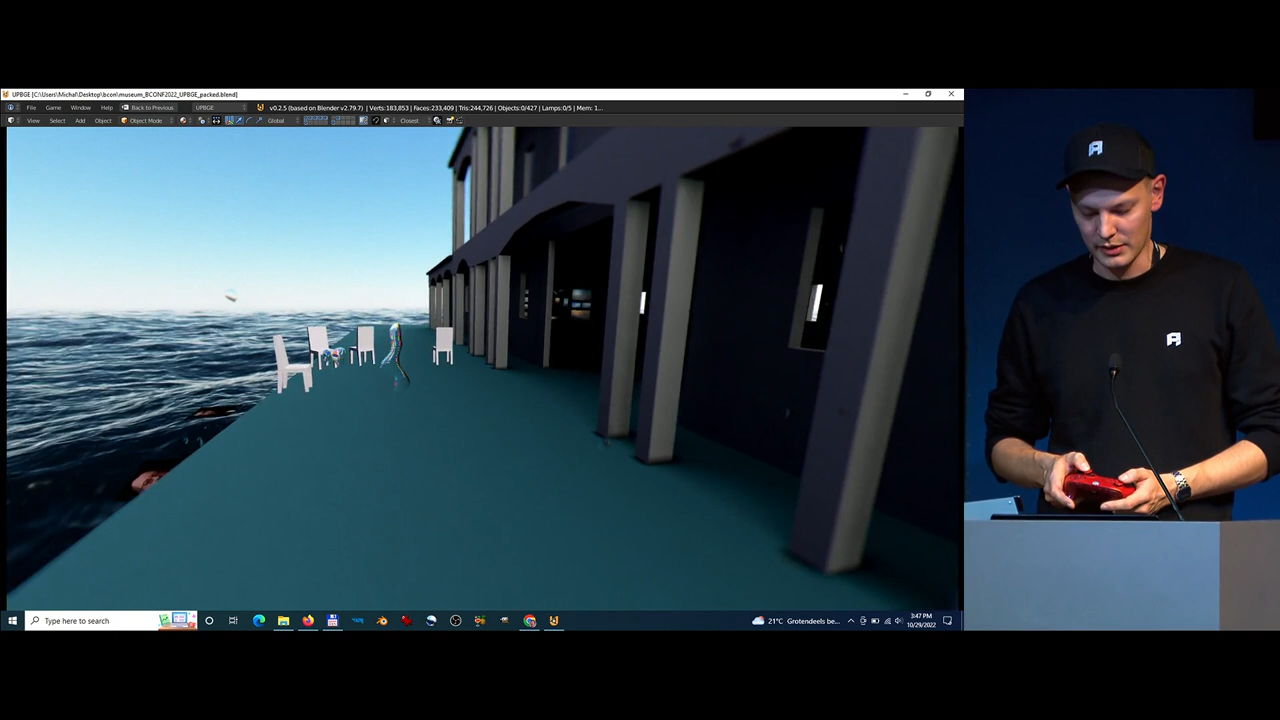 UPBGE [C:\Users\Michal\Desktop\bcon\museum_BCONF2022_UPBGE_packed.blend]
File Game Window Help Back to Previous UPBGE v0.2.5 (based on Blender v2.79.7) | Verts:183,853 | Faces:233,409 | Tris:244,726 | Objects:0/427 | Lamps:0/5 | Mem: 1...
View Select Add Object Object Mode Global Closest
Type here to search
21°C Grotendeels be...
3:47 PM
10/29/2022